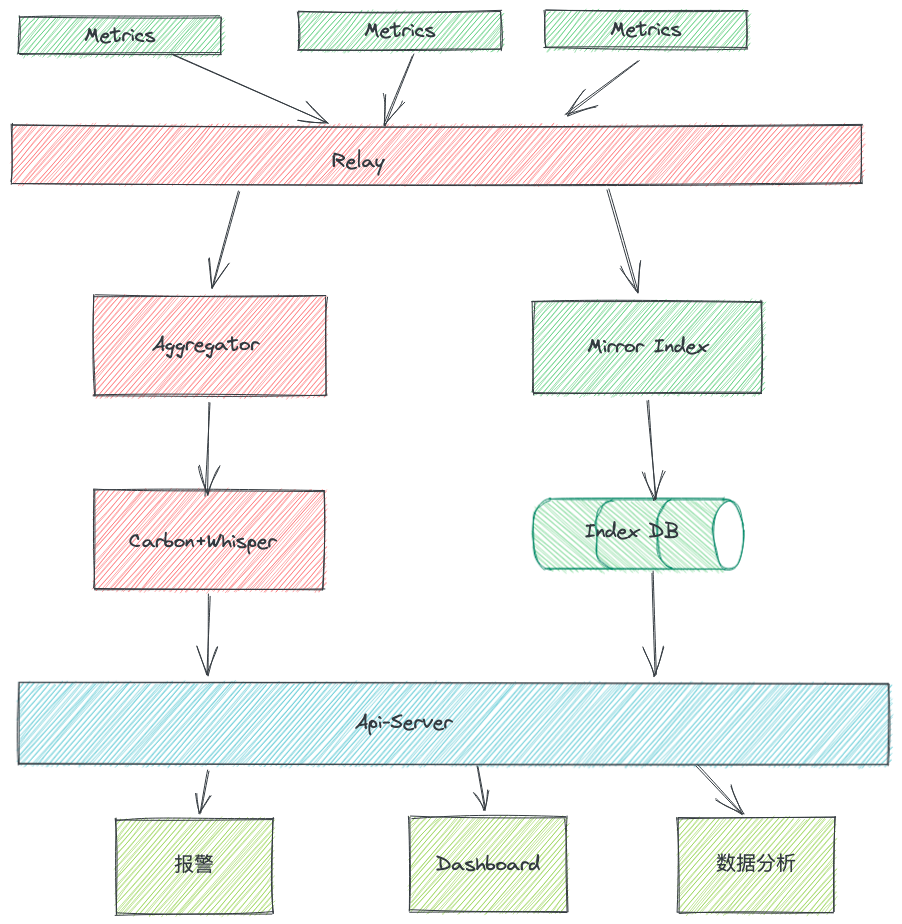 Metrics
Metrics
Metrics
Relay
Aggregator
Mirror Index
Carbon+Whisper
Index DB
Api-Server
报警
Dashboard
数据分析